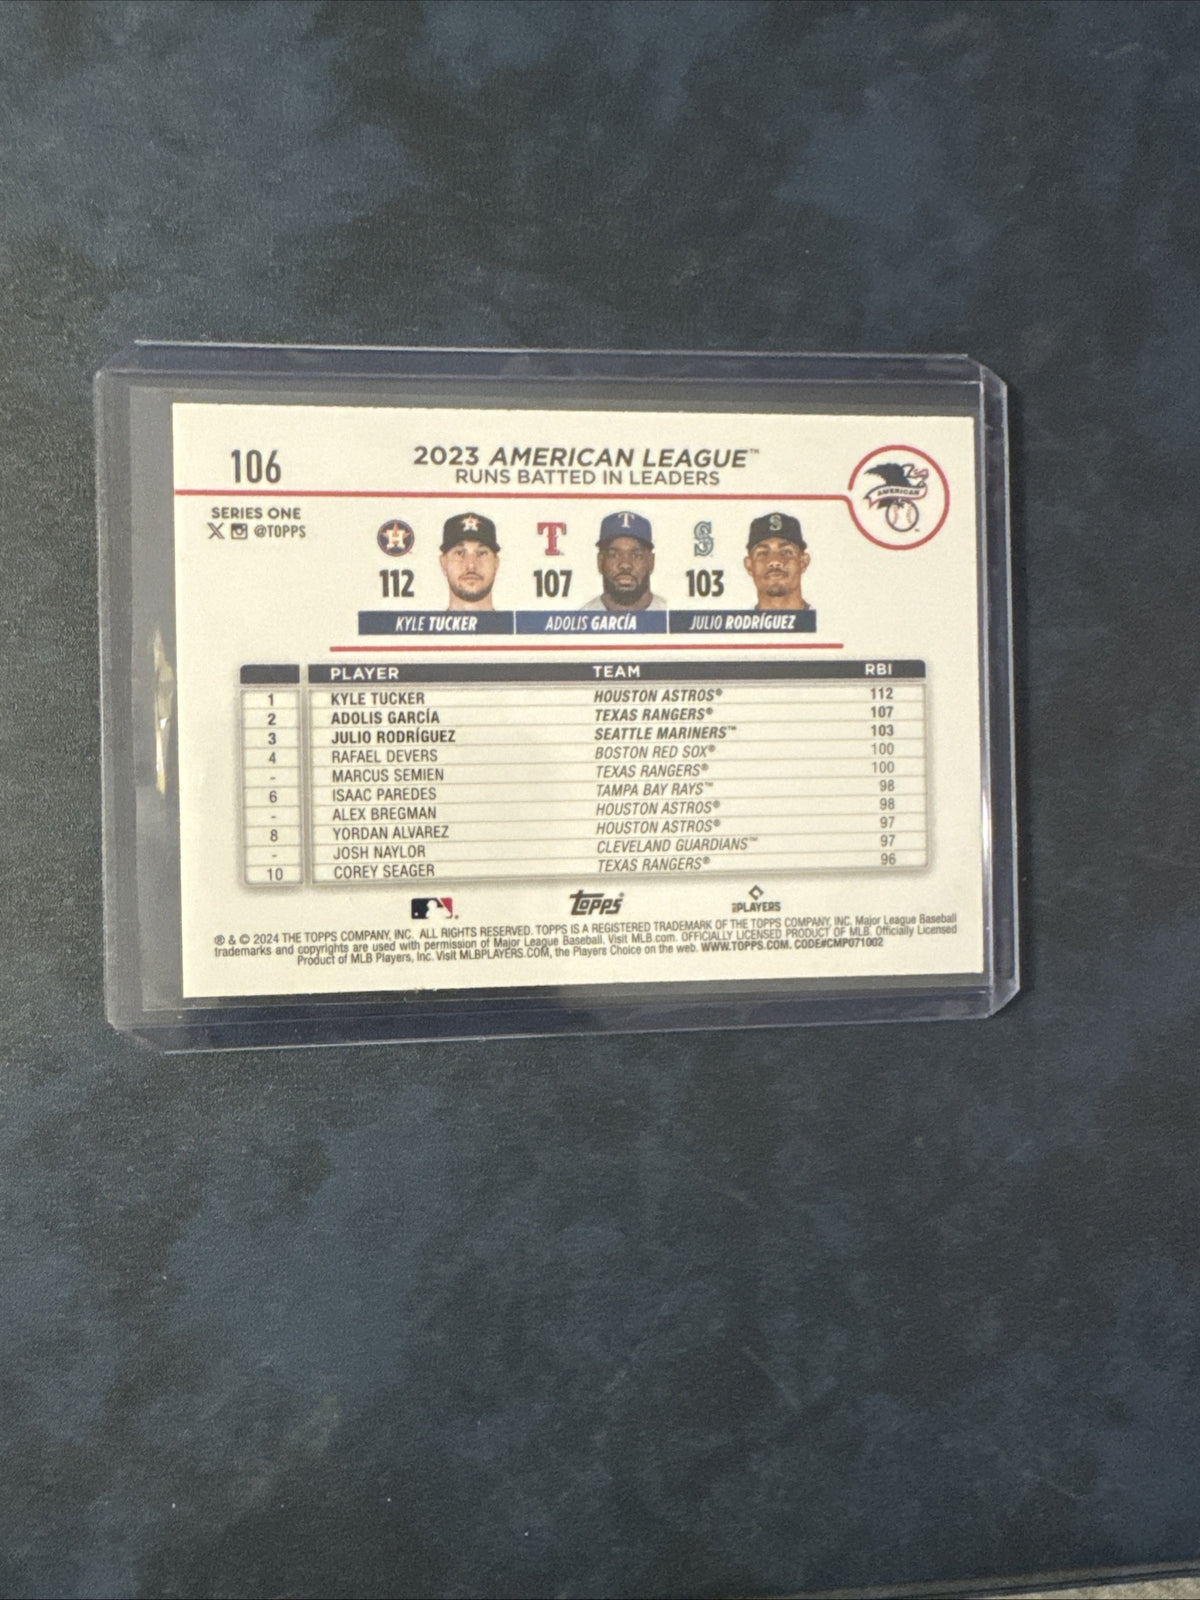 106
2023 AMERICAN LEAGUE™
RUNS BATTED IN LEADERS
AMERICAN
SERIES ONE
@TOPPS
H T S
112 107 103
KYLE TUCKER ADOLIS GARCÍA JULIO RODRÍGUEZ
PLAYER TEAM RBI
1 KYLE TUCKER HOUSTON ASTROS® 112
2 ADOLIS GARCÍA TEXAS RANGERS® 107
3 JULIO RODRÍGUEZ SEATTLE MARINERS™ 103
4 RAFAEL DEVERS BOSTON RED SOX® 100
- MARCUS SEMIEN TEXAS RANGERS® 100
6 ISAAC PAREDES TAMPA BAY RAYS™ 98
- ALEX BREGMAN HOUSTON ASTROS® 98
8 YORDAN ALVAREZ HOUSTON ASTROS® 97
- JOSH NAYLOR CLEVELAND GUARDIANS™ 97
10 COREY SEAGER TEXAS RANGERS® 96
Topps® PLAYERS
® & © 2024 THE TOPPS COMPANY, INC. ALL RIGHTS RESERVED. TOPPS IS A REGISTERED TRADEMARK OF THE TOPPS COMPANY, INC. Major League Baseball
trademarks and copyrights are used with permission of Major League Baseball. Visit MLB.com. OFFICIALLY LICENSED PRODUCT OF MLB. Officially Licensed
Product of MLB Players, Inc. Visit MLBPLAYERS.COM, the Players Choice on the web. WWW.TOPPS.COM. CODE#CMP071002